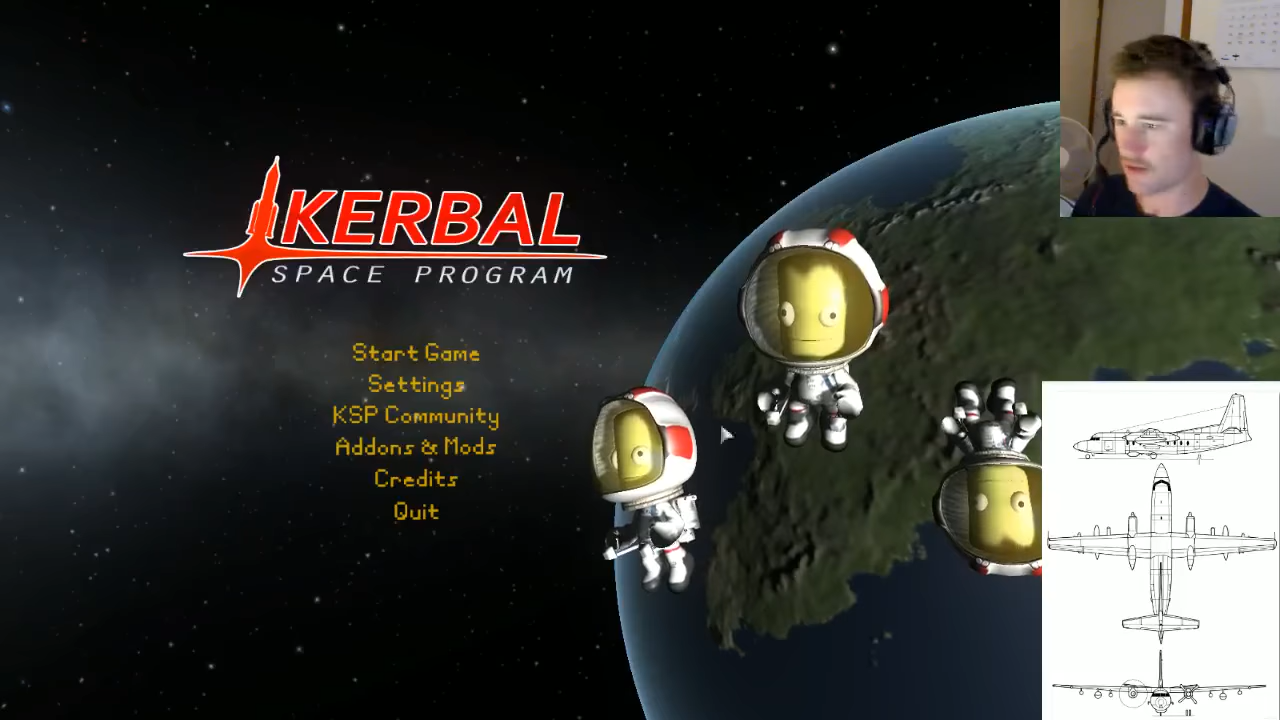 KERBAL
SPACE PROGRAM
Start Game
Settings
KSP Community
Addons & Mods
Credits
Quit